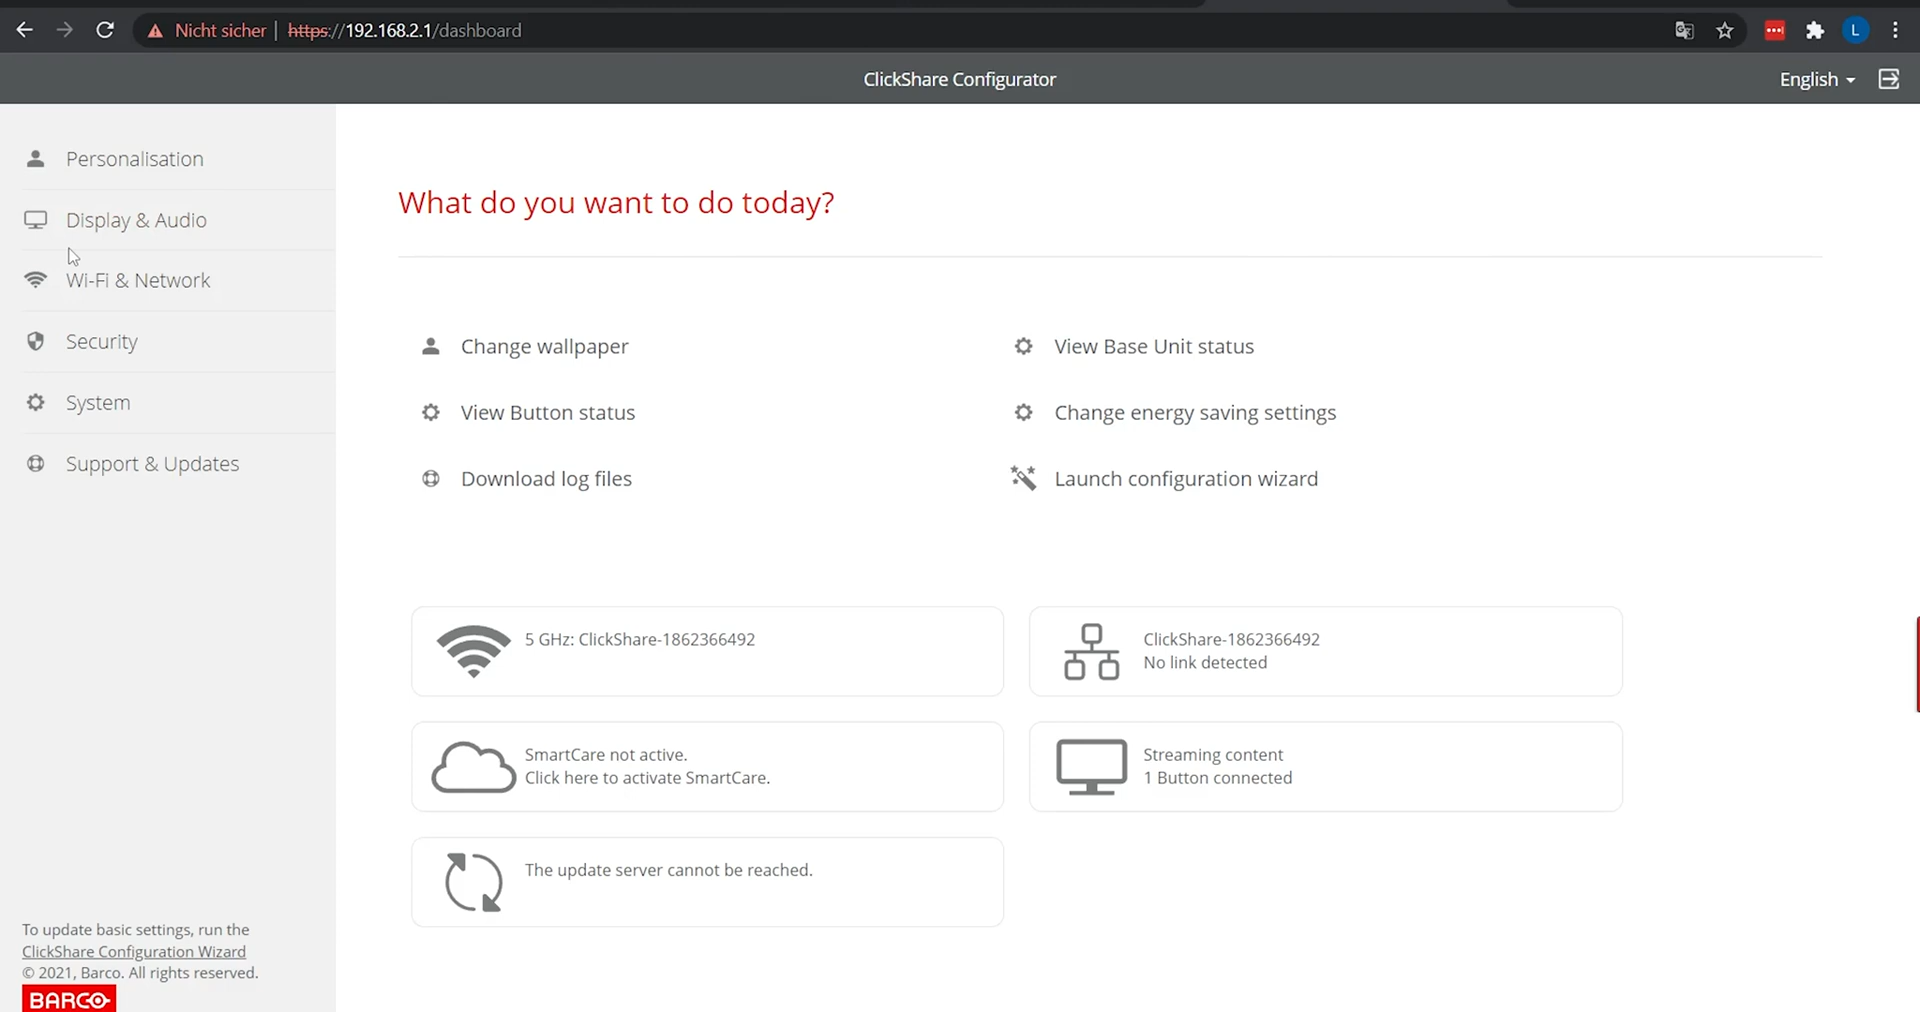 Nicht sicher | https://192.168.2.1/dashboard
L
ClickShare Configurator
English
Personalisation
Display & Audio
Wi-Fi & Network
Security
System
Support & Updates
What do you want to do today?
Change wallpaper
View Base Unit status
View Button status
Change energy saving settings
Download log files
Launch configuration wizard
5 GHz: ClickShare-1862366492
ClickShare-1862366492
No link detected
SmartCare not active.
Click here to activate SmartCare.
Streaming content
1 Button connected
The update server cannot be reached.
To update basic settings, run the
ClickShare Configuration Wizard
© 2021, Barco. All rights reserved.
BARCO